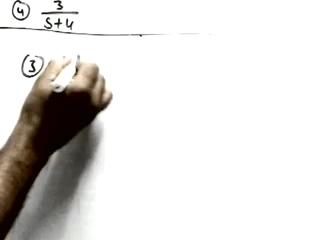 ④ 3/(s+4)
③